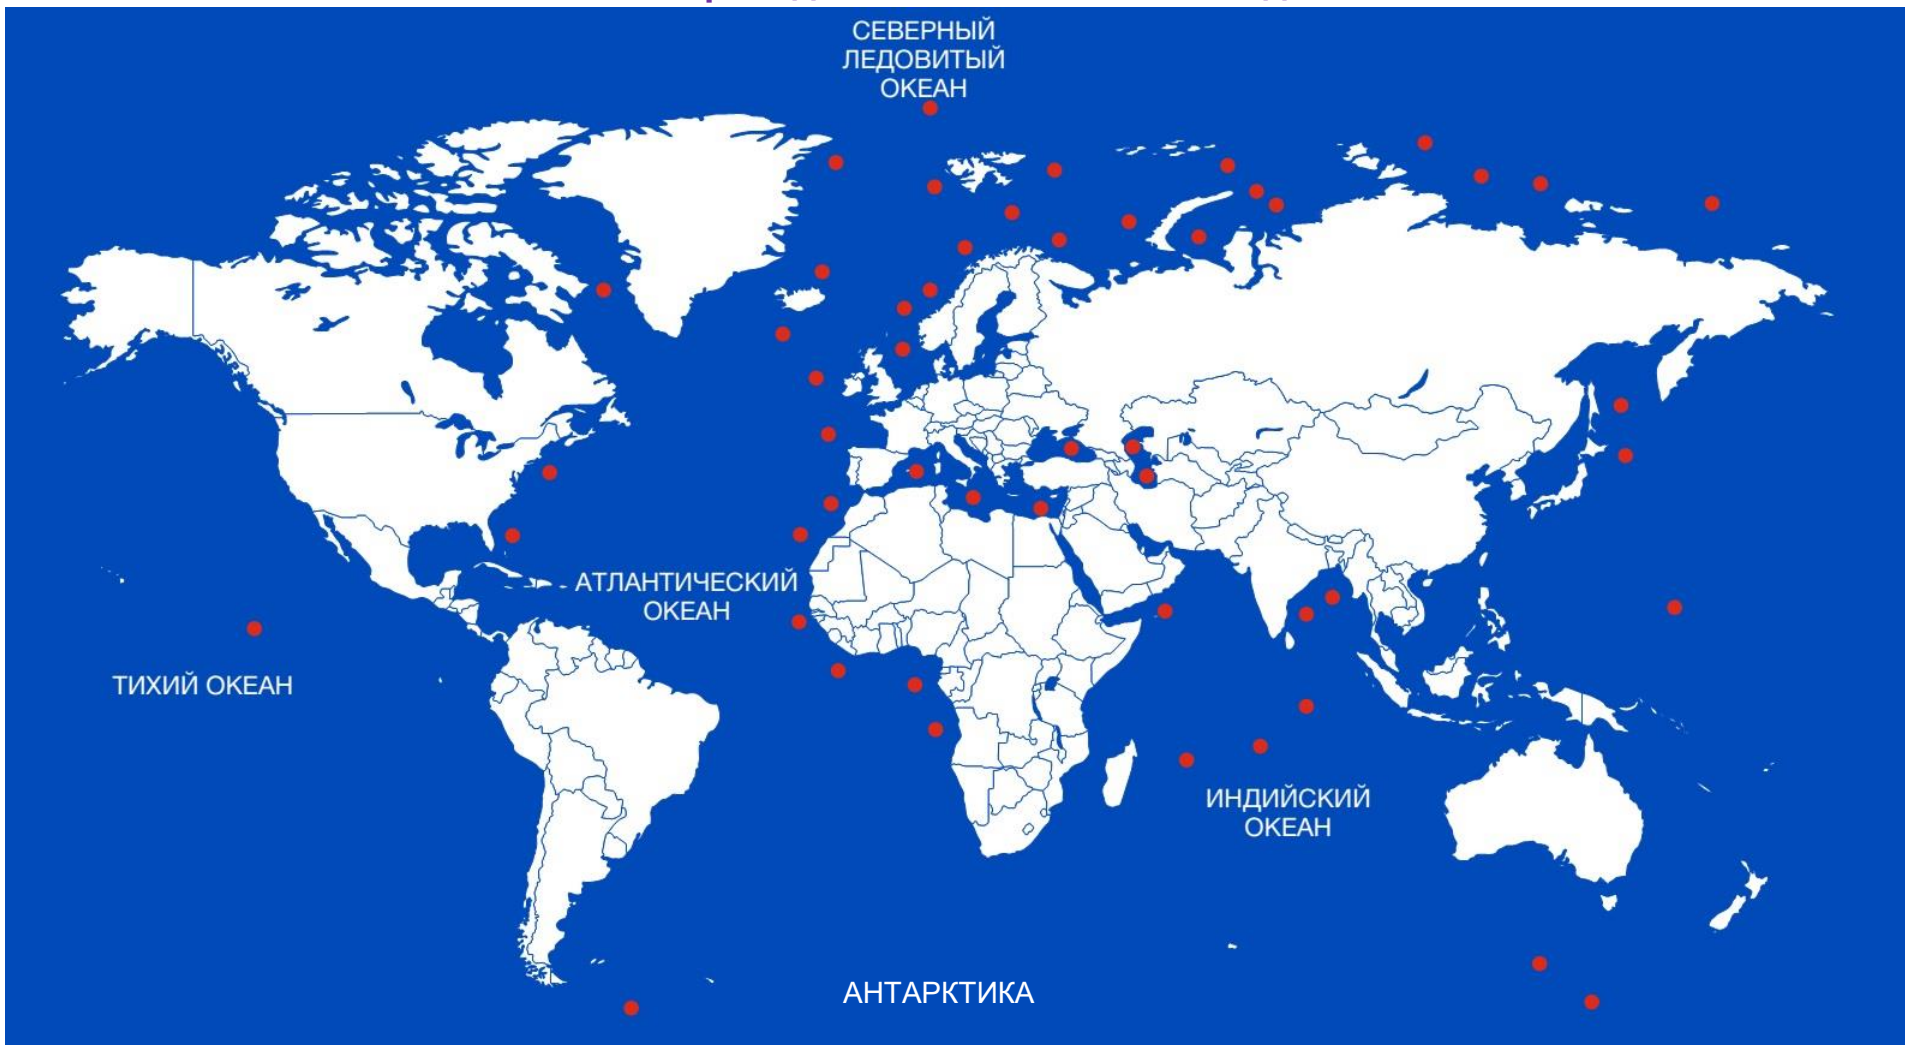 СЕВЕРНЫЙ
ЛЕДОВИТЫЙ
ОКЕАН
АТЛАНТИЧЕСКИЙ
ОКЕАН
ТИХИЙ ОКЕАН
ИНДИЙСКИЙ
ОКЕАН
АНТАРКТИКА